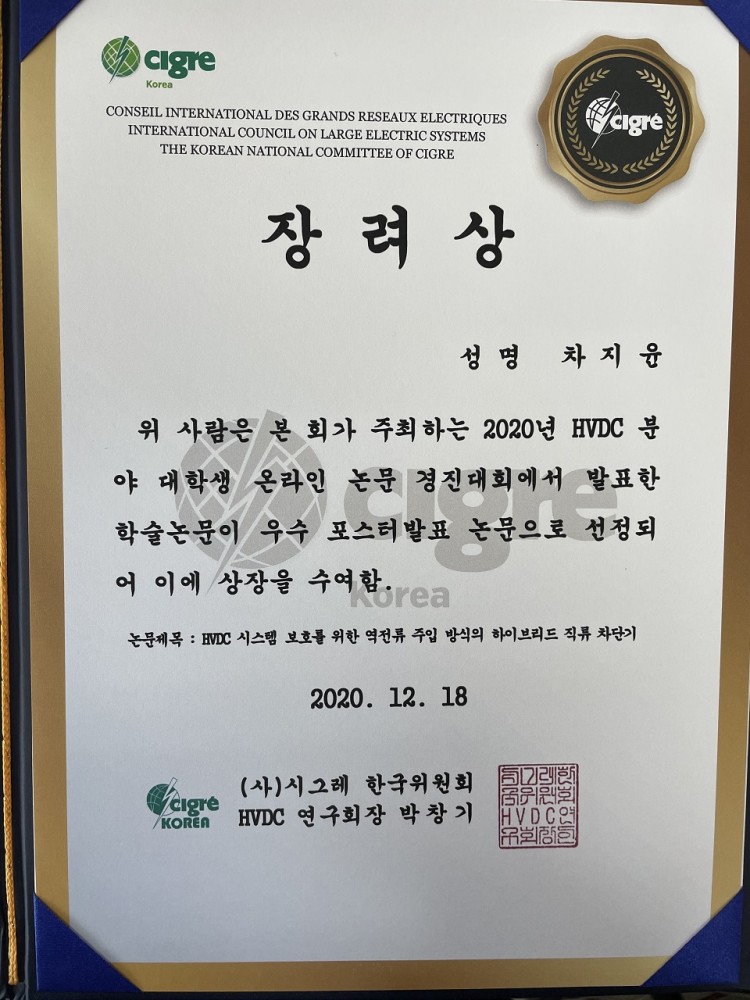 cigre
Korea
CONSEIL INTERNATIONAL DES GRANDS RESEAUX ELECTRIQUES
INTERNATIONAL COUNCIL ON LARGE ELECTRIC SYSTEMS
THE KOREAN NATIONAL COMMITTEE OF CIGRE
cigré
장 려 상
성 명 차 지 윤
위 사람은 본 회가 주최하는 2020년 HVDC 분
야 대학생 온라인 논문 경진대회에서 발표한
학술논문이 우수 포스터발표 논문으로 선정되
어 이에 상장을 수여함.
cigre
Korea
논문제목 : HVDC 시스템 보호를 위한 역전류 주입 방식의 하이브리드 직류 차단기
2020. 12. 18
cigré
KOREA
(사)시그레 한국위원회
HVDC 연구회장 박창기
HVDC